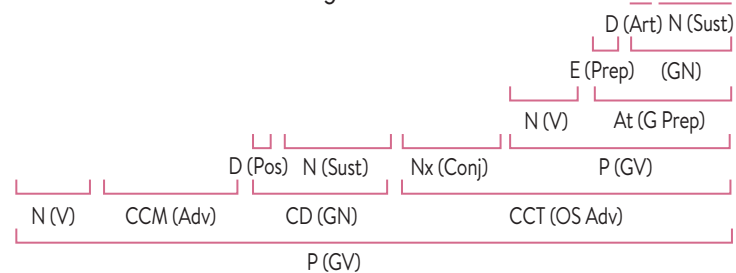 D (Art) N (Sust)
E (Prep) (GN)
N (V) At (G Prep)
D (Pos) N (Sust) Nx (Conj) P (GV)
N (V) CCM (Adv) CD (GN) CCT (OS Adv)
P (GV)